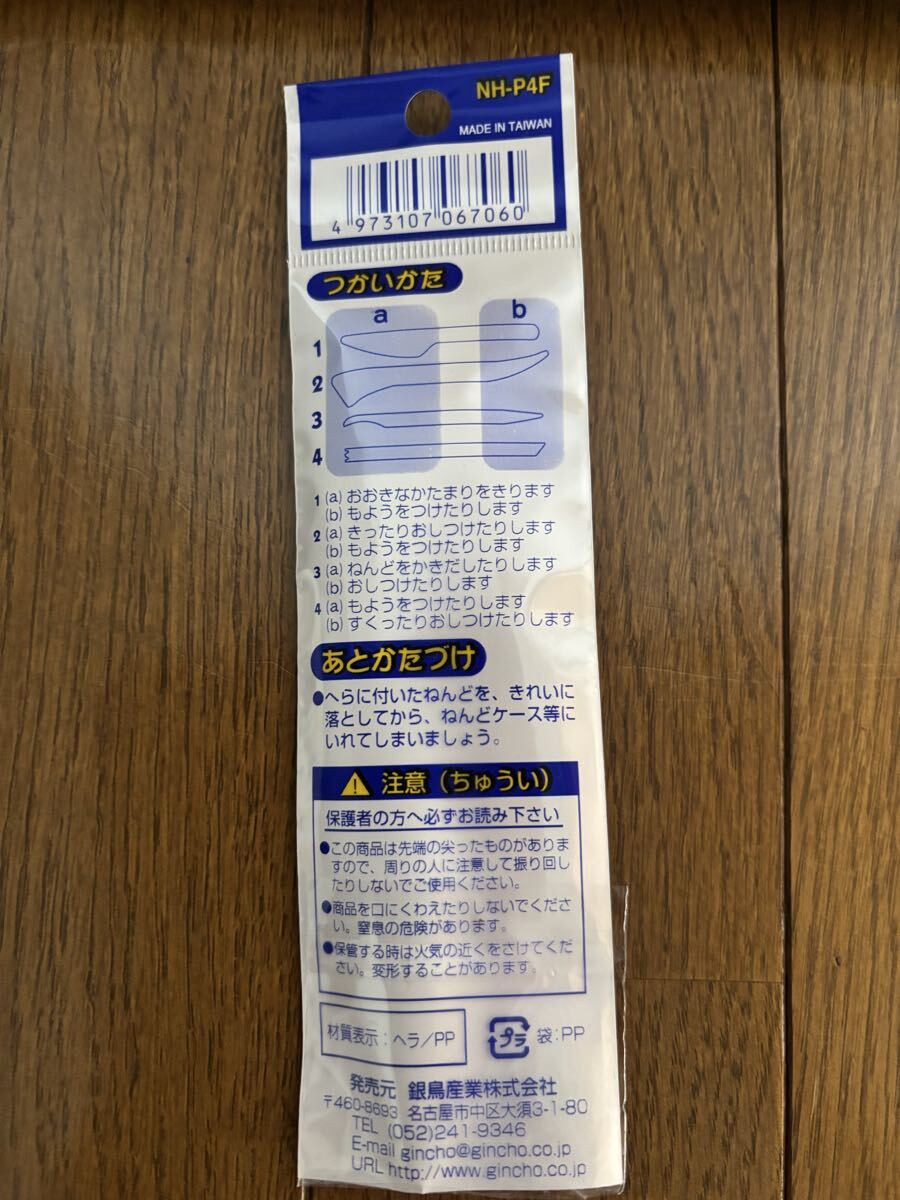 NH-P4F
MADE IN TAIWAN
4 973107 067060
つかいかた
a b
1
2
3
4
1 (a) おおきなかたまりをきります
(b) もようをつけたりします
2 (a) きったりおしつけたりします
(b) もようをつけたりします
3 (a) ねんどをかきだしたりします
(b) おしつけたりします
4 (a) もようをつけたりします
(b) すくったりおしつけたりします
あとかたづけ
●へらに付いたねんどを、きれいに
落としてから、ねんどケース等に
いれてしまいましょう。
注意（ちゅうい）
保護者の方へ必ずお読み下さい
●この商品は先端の尖ったものがありま
すので、周りの人に注意して振り回し
たりしないでご使用ください。
●商品を口にくわえたりしないでくださ
い。窒息の危険があります。
●保管する時は火気の近くをさけてくだ
さい。変形することがあります。
材質表示：ヘラ／PP
プラ 袋:PP
発売元 銀鳥産業株式会社
〒460-8693 名古屋市中区大須3-1-80
TEL (052)241-9346
E-mail gincho@gincho.co.jp
URL http://www.gincho.co.jp